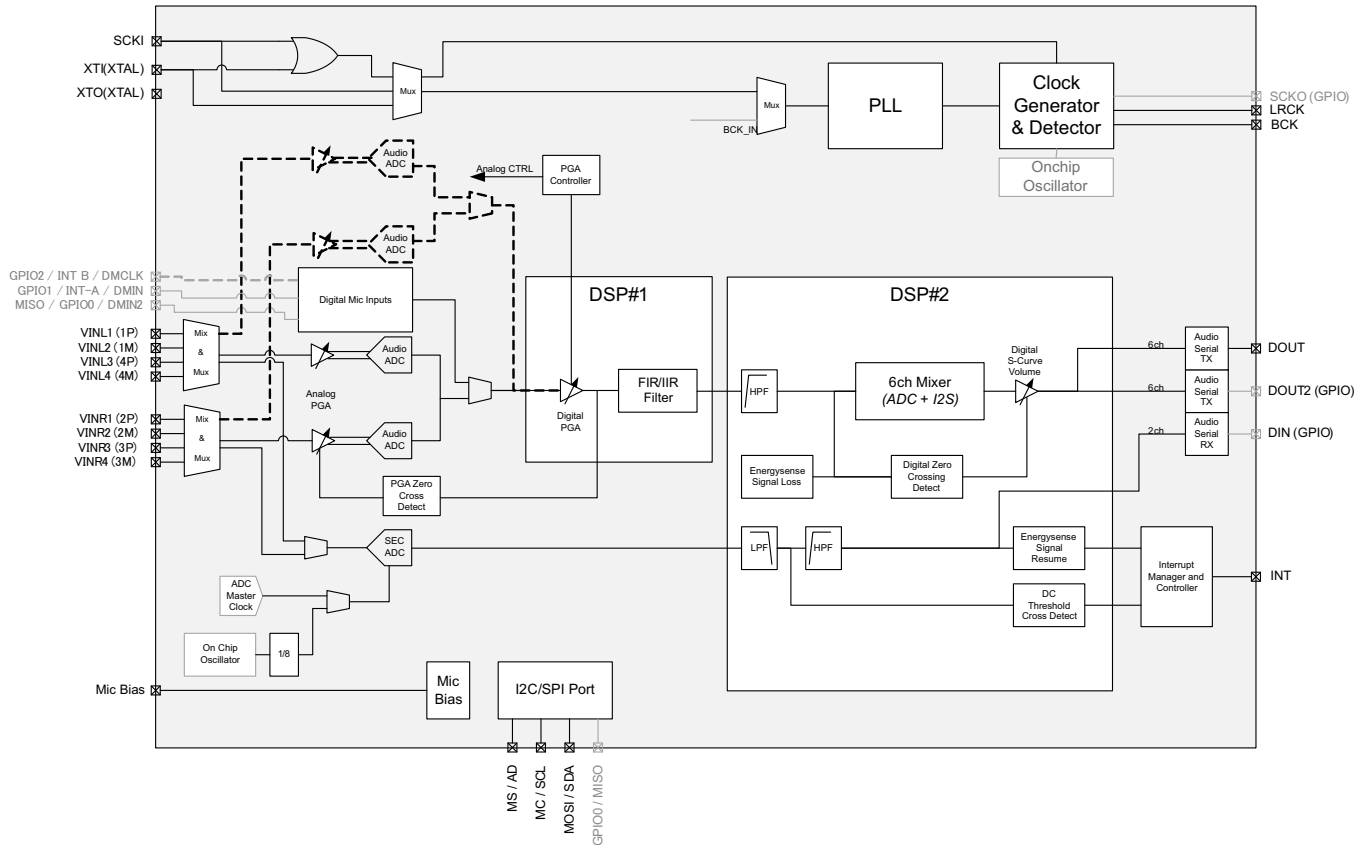 SCKI
XTI(XTAL)
XTO(XTAL)
Mux
Mux
BCK_IN
PLL
Clock
Generator
& Detector
SCKO (GPIO)
LRCK
BCK
Onchip
Oscillator
Audio
ADC
Analog CTRL
PGA
Controller
Audio
ADC
GPIO2 / INT B / DMCLK
GPIO1 / INT-A / DMIN
MISO / GPIO0 / DMIN2
Digital Mic Inputs
DSP#1
DSP#2
VINL1 (1P)
VINL2 (1M)
VINL3 (4P)
VINL4 (4M)
Mix
&
Mux
Audio
ADC
Analog
PGA
VINR1 (2P)
VINR2 (2M)
VINR3 (3P)
VINR4 (3M)
Mix
&
Mux
Audio
ADC
PGA Zero
Cross
Detect
Digital
PGA
FIR/IIR
Filter
HPF
6ch Mixer
(ADC + I2S)
Digital
S-Curve
Volume
6ch
Audio
Serial
TX
DOUT
6ch
Audio
Serial
TX
DOUT2 (GPIO)
2ch
Audio
Serial
RX
DIN (GPIO)
Energysense
Signal Loss
Digital Zero
Crossing
Detect
SEC
ADC
LPF
HPF
Energysense
Signal
Resume
DC
Threshold
Cross Detect
Interrupt
Manager and
Controller
INT
ADC
Master
Clock
On Chip
Oscillator
1/8
Mic Bias
Mic
Bias
I2C/SPI Port
MS / AD
MC / SCL
MOSI / SDA
GPIO0 / MISO